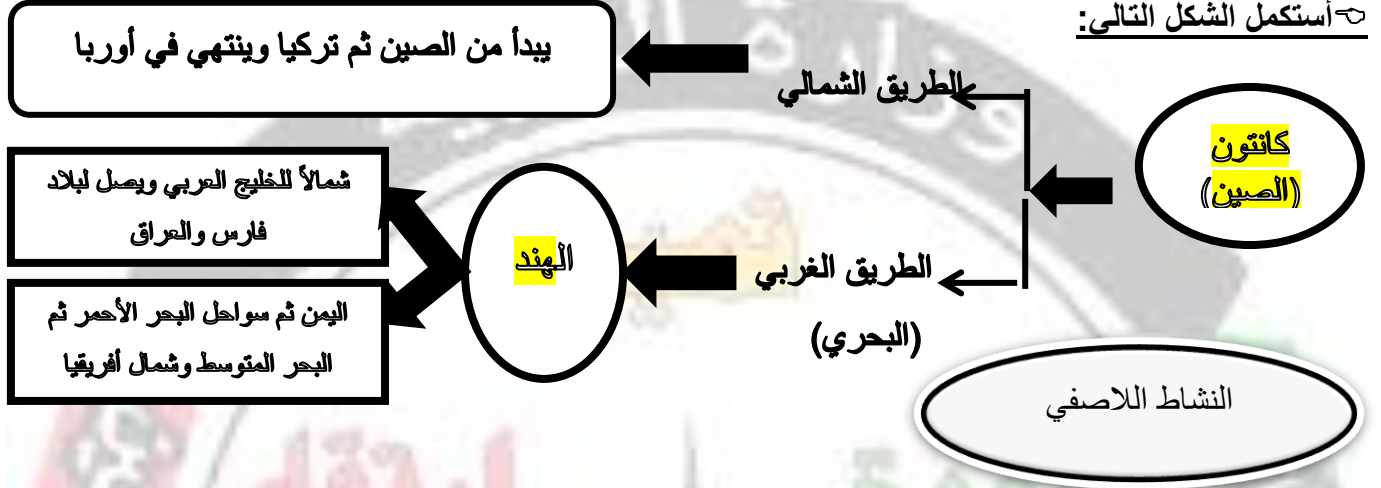 أستكمل الشكل التالي:
كانتون
(الصين)
الطريق الشمالي
يبدأ من الصين ثم تركيا وينتهي في أوربا
الطريق الغربي
(البحري)
الهند
شمالاً للخليج العربي ويصل لبلاد
فارس والعراق
اليمن ثم سواحل البحر الأحمر ثم
البحر المتوسط وشمال أفريقيا
النشاط اللاصفي